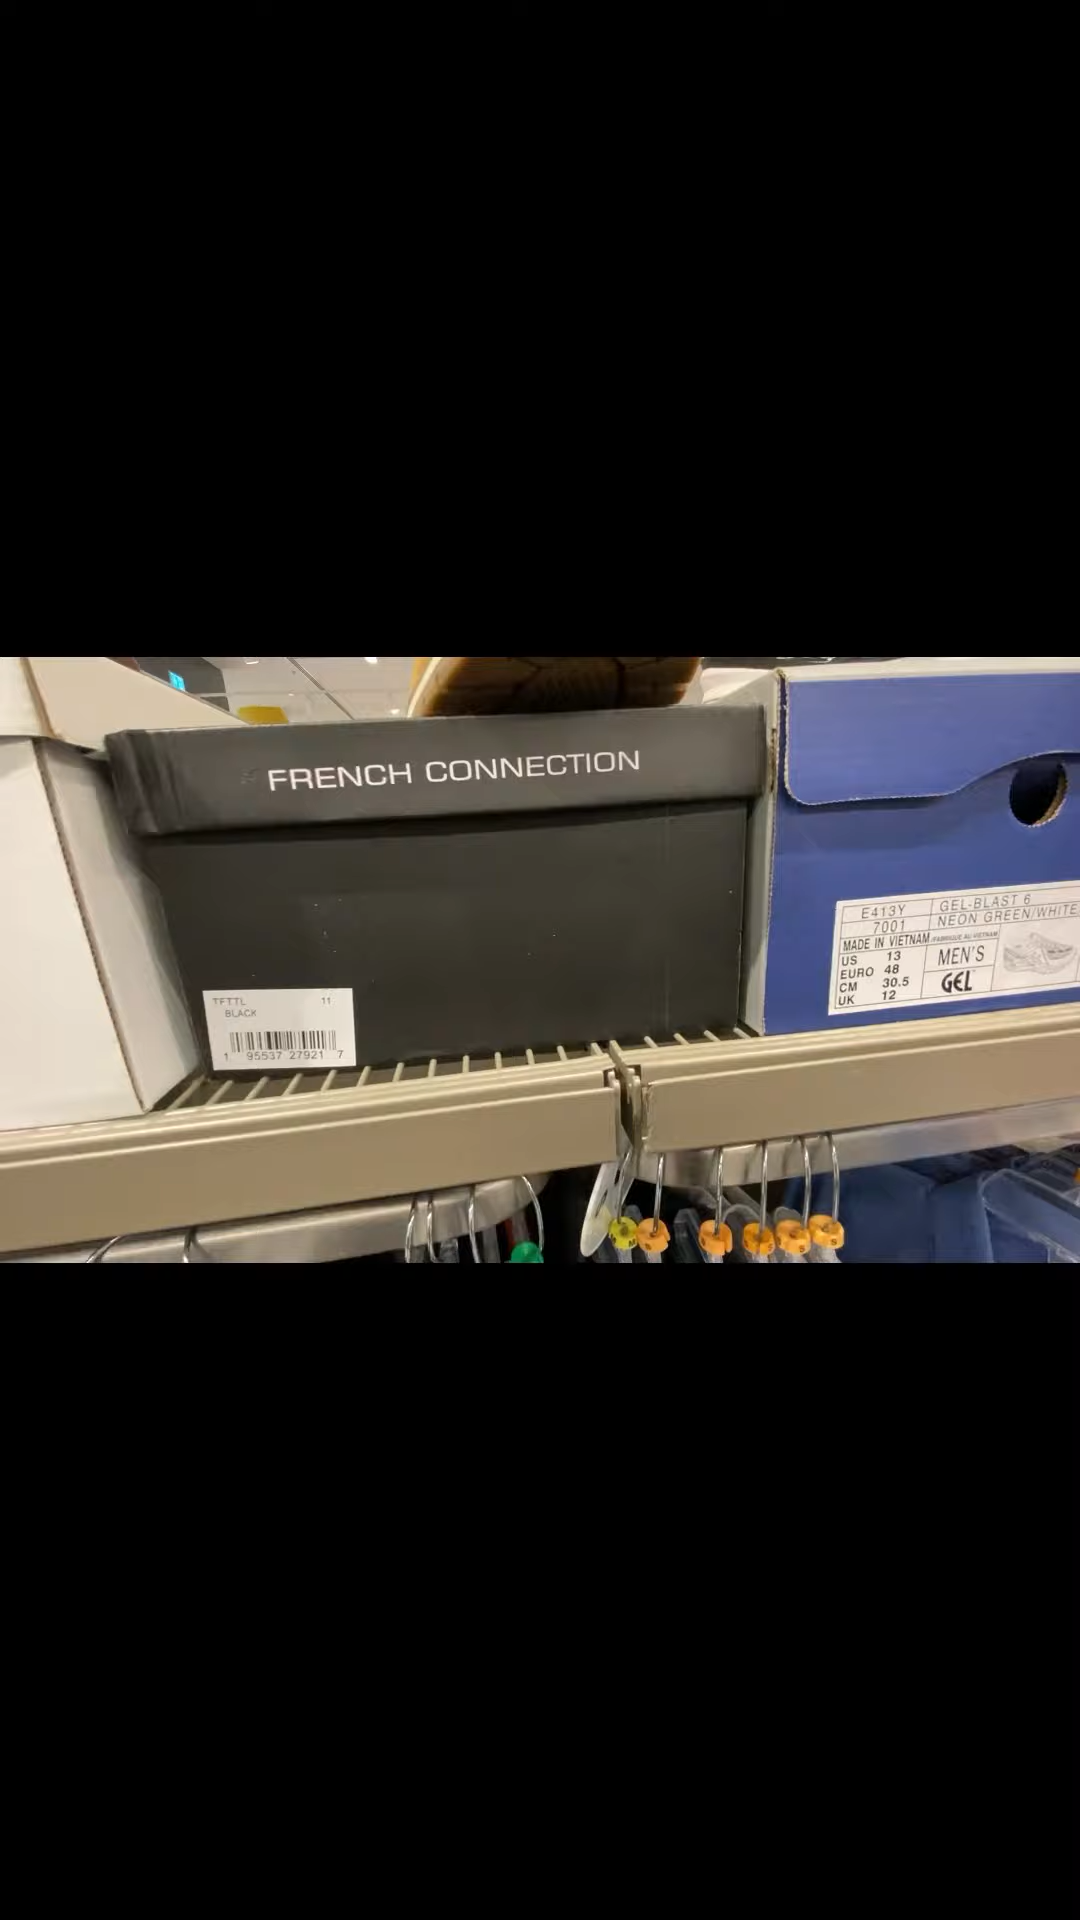 FRENCH CONNECTION
TFTTL 11
BLACK
1 95537 27921 7
E413Y GEL-BLAST 6
7001 NEON GREEN/WHITE
MADE IN VIETNAM /FABRIQUE AU VIETNAM
US 13
EURO 48
CM 30.5
UK 12
MEN'S
GEL
M
S
S
S
S